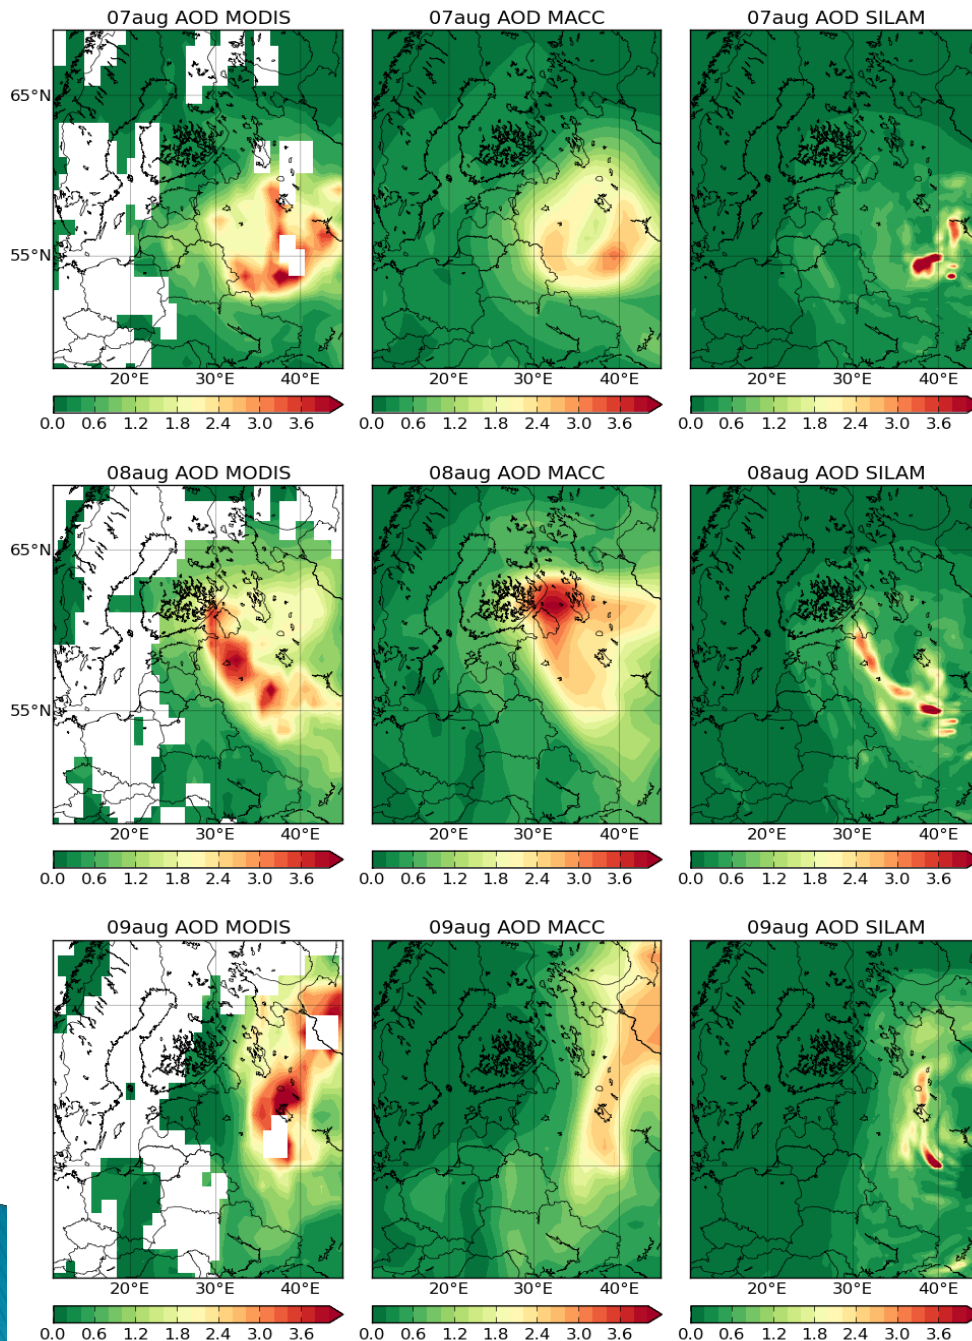 07aug AOD MODIS 07aug AOD MACC 07aug AOD SILAM
65°N
55°N
20°E 30°E 40°E 20°E 30°E 40°E 20°E 30°E 40°E
0.0 0.6 1.2 1.8 2.4 3.0 3.6 0.0 0.6 1.2 1.8 2.4 3.0 3.6 0.0 0.6 1.2 1.8 2.4 3.0 3.6
08aug AOD MODIS 08aug AOD MACC 08aug AOD SILAM
65°N
55°N
20°E 30°E 40°E 20°E 30°E 40°E 20°E 30°E 40°E
0.0 0.6 1.2 1.8 2.4 3.0 3.6 0.0 0.6 1.2 1.8 2.4 3.0 3.6 0.0 0.6 1.2 1.8 2.4 3.0 3.6
09aug AOD MODIS 09aug AOD MACC 09aug AOD SILAM
20°E 30°E 40°E 20°E 30°E 40°E 20°E 30°E 40°E
0.0 0.6 1.2 1.8 2.4 3.0 3.6 0.0 0.6 1.2 1.8 2.4 3.0 3.6 0.0 0.6 1.2 1.8 2.4 3.0 3.6